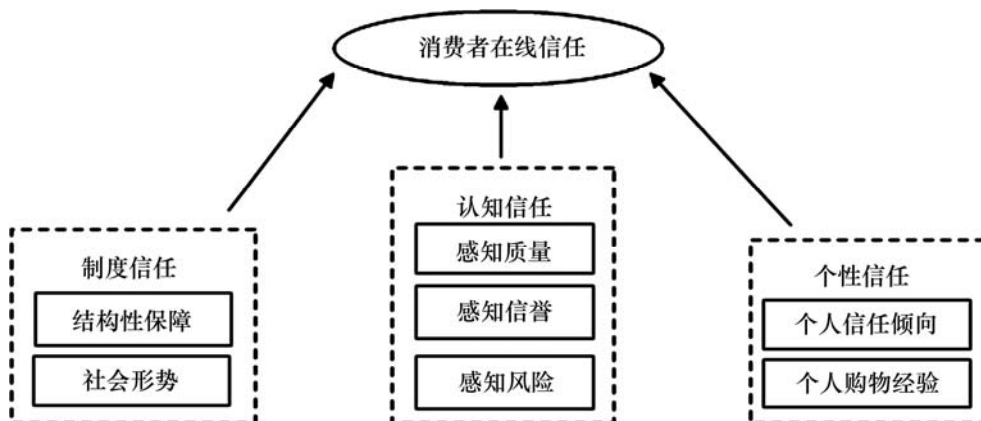 消费者在线信任
制度信任
结构性保障
社会形势
认知信任
感知质量
感知信誉
感知风险
个性信任
个人信任倾向
个人购物经验